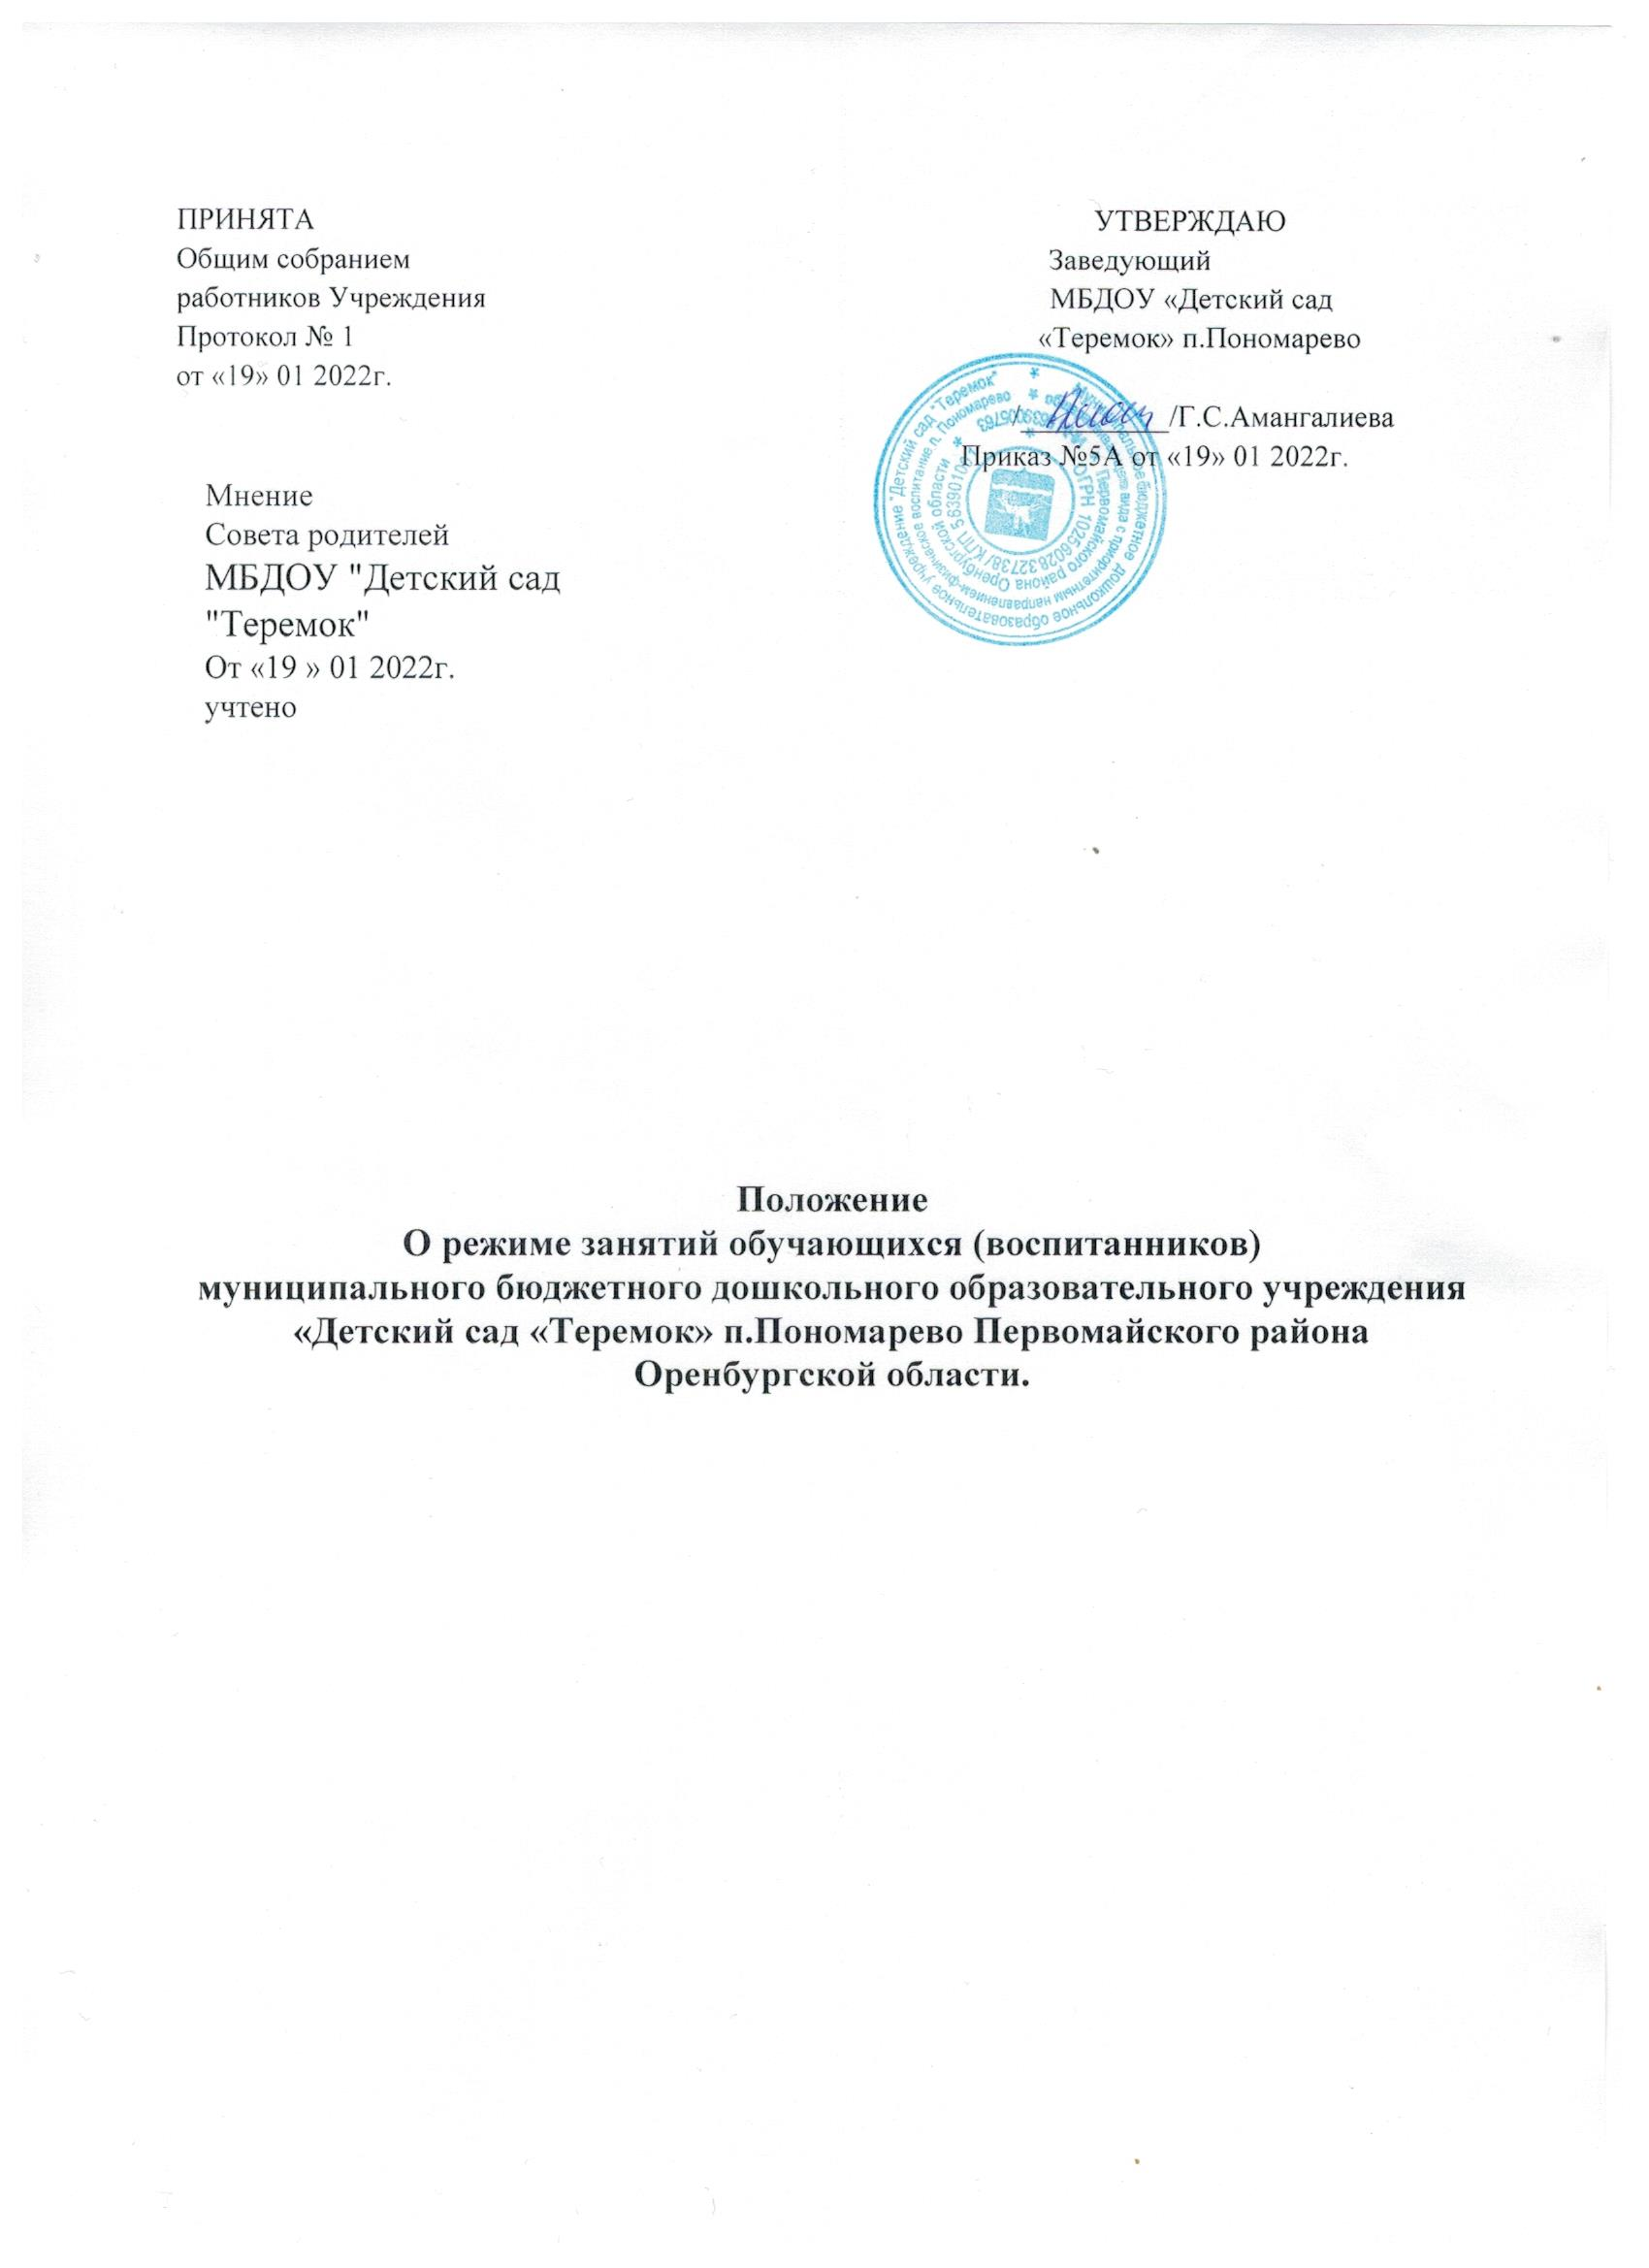 ПРИНЯТА
Общим собранием
работников Учреждения
Протокол № 1
от «19» 01 2022г.
УТВЕРЖДАЮ
Заведующий
МБДОУ «Детский сад
«Теремок» п.Пономарево
/ /Г.С.Амангалиева
Приказ №5А от «19» 01 2022г.
Мнение
Совета родителей
МБДОУ "Детский сад
"Теремок"
От «19 » 01 2022г.
учтено
Положение
О режиме занятий обучающихся (воспитанников)
муниципального бюджетного дошкольного образовательного учреждения
«Детский сад «Теремок» п.Пономарево Первомайского района
Оренбургской области.